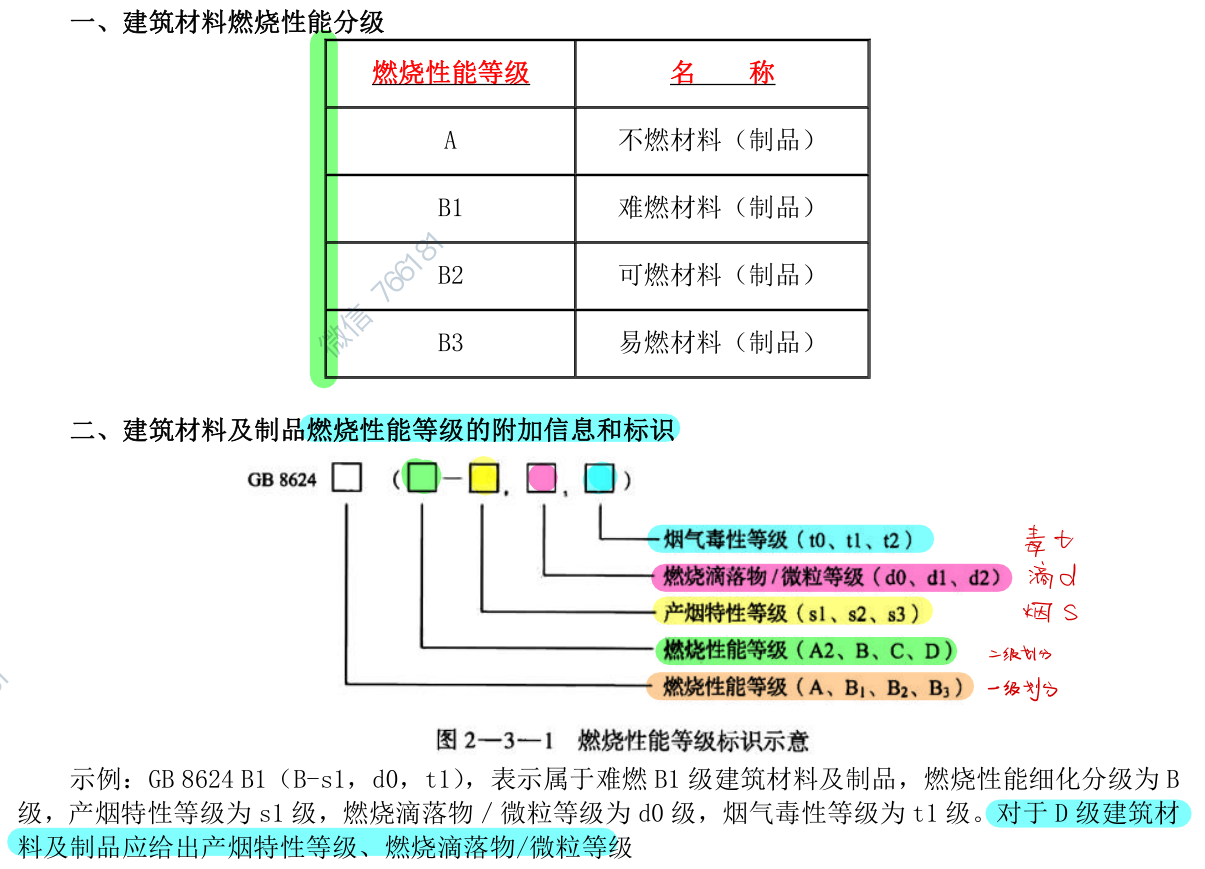 一、建筑材料燃烧性能分级
燃烧性能等级 名 称
A 不燃材料（制品）
B1 难燃材料（制品）
B2 可燃材料（制品）
B3 易燃材料（制品）
微信 766181
二、建筑材料及制品燃烧性能等级的附加信息和标识
GB 8624 □ （□—□，□，□）
烟气毒性等级（t0、t1、t2） 毒 t
燃烧滴落物/微粒等级（d0、d1、d2） 滴 d
产烟特性等级（s1、s2、s3） 烟 s
燃烧性能等级（A2、B、C、D） 二级划分
燃烧性能等级（A、B₁、B₂、B₃） 一级划分
图 2—3—1 燃烧性能等级标识示意
示例：GB 8624 B1（B-s1，d0，t1），表示属于难燃 B1 级建筑材料及制品，燃烧性能细化分级为 B
级，产烟特性等级为 s1 级，燃烧滴落物／微粒等级为 d0 级，烟气毒性等级为 t1 级。对于 D 级建筑材
料及制品应给出产烟特性等级、燃烧滴落物/微粒等级